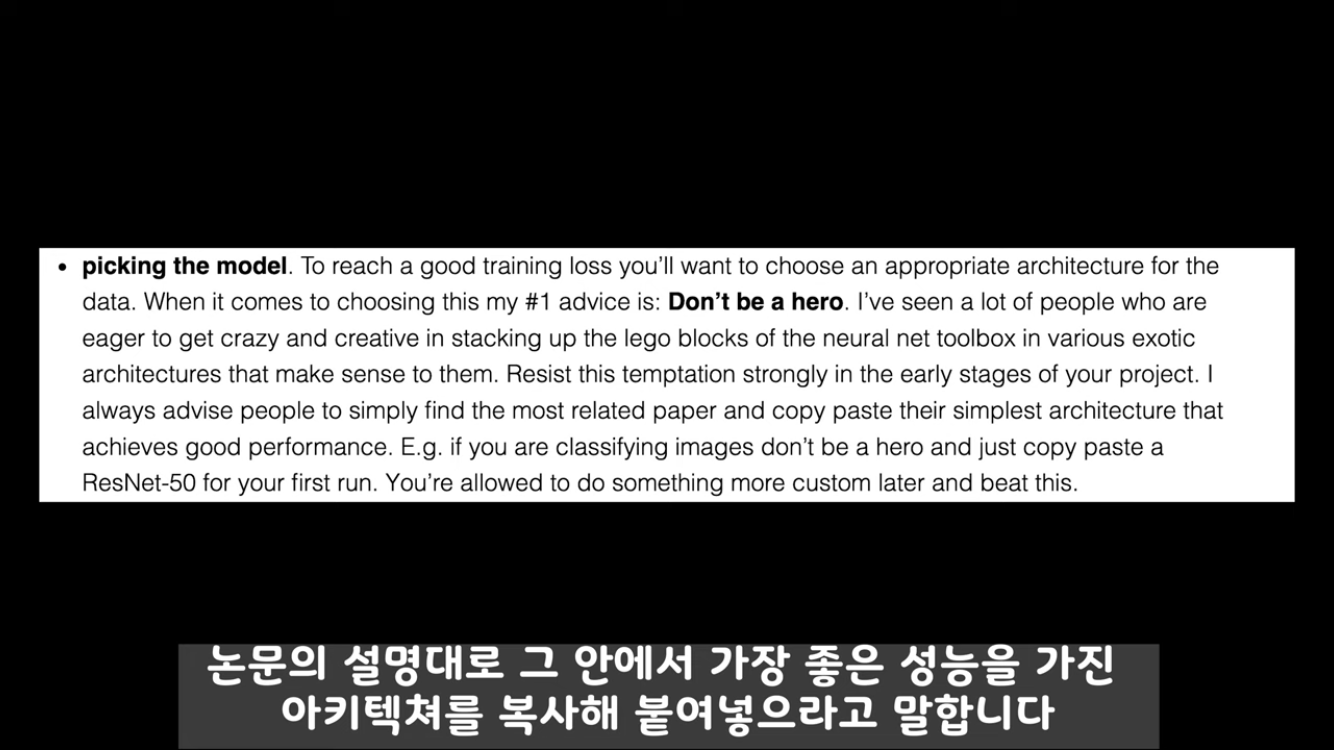 • picking the model. To reach a good training loss you'll want to choose an appropriate architecture for the
data. When it comes to choosing this my #1 advice is: Don't be a hero. I've seen a lot of people who are
eager to get crazy and creative in stacking up the lego blocks of the neural net toolbox in various exotic
architectures that make sense to them. Resist this temptation strongly in the early stages of your project. I
always advise people to simply find the most related paper and copy paste their simplest architecture that
achieves good performance. E.g. if you are classifying images don't be a hero and just copy paste a
ResNet-50 for your first run. You're allowed to do something more custom later and beat this.
논문의 설명대로 그 안에서 가장 좋은 성능을 가진
아키텍쳐를 복사해 붙여넣으라고 말합니다